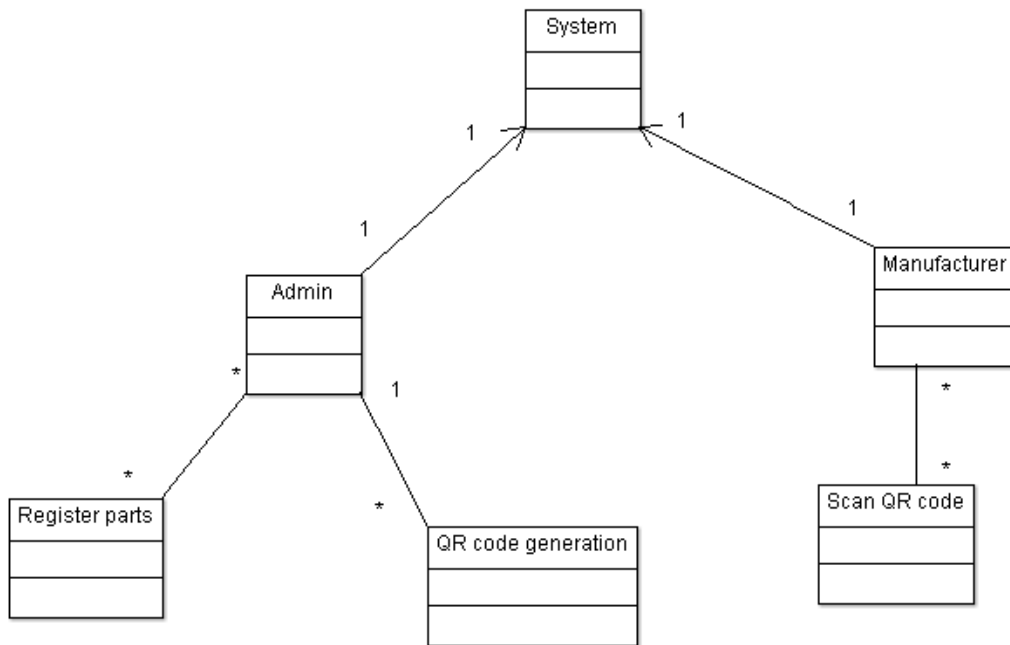 System
1
1
1
1
Manufacturer
Admin
*
1
*
*
*
*
Register parts
QR code generation
Scan QR code